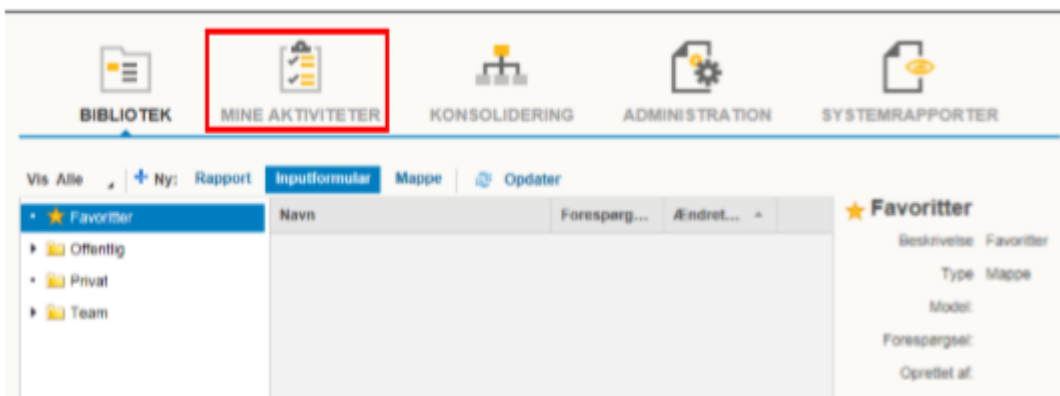 BIBLIOTEK MINE AKTIVITETER KONSOLIDERING ADMINISTRATION SYSTEMRAPPORTER
Vis Alle Ny: Rapport Inputformular Mappe Opdater
Favoritter
Offentlig
Privat
Team
Navn Forespørg... Ændret...
Favoritter
Beskrivelse Favoritter
Type Mappe
Model:
Forespørgsel:
Oprettet af: